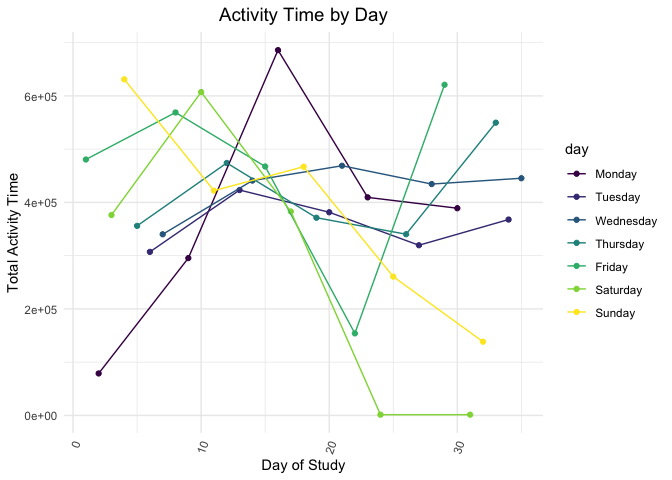 Activity Time by Day
6e+05
4e+05
2e+05
0e+00
Total Activity Time
0
10
20
30
Day of Study
day
Monday
Tuesday
Wednesday
Thursday
Friday
Saturday
Sunday